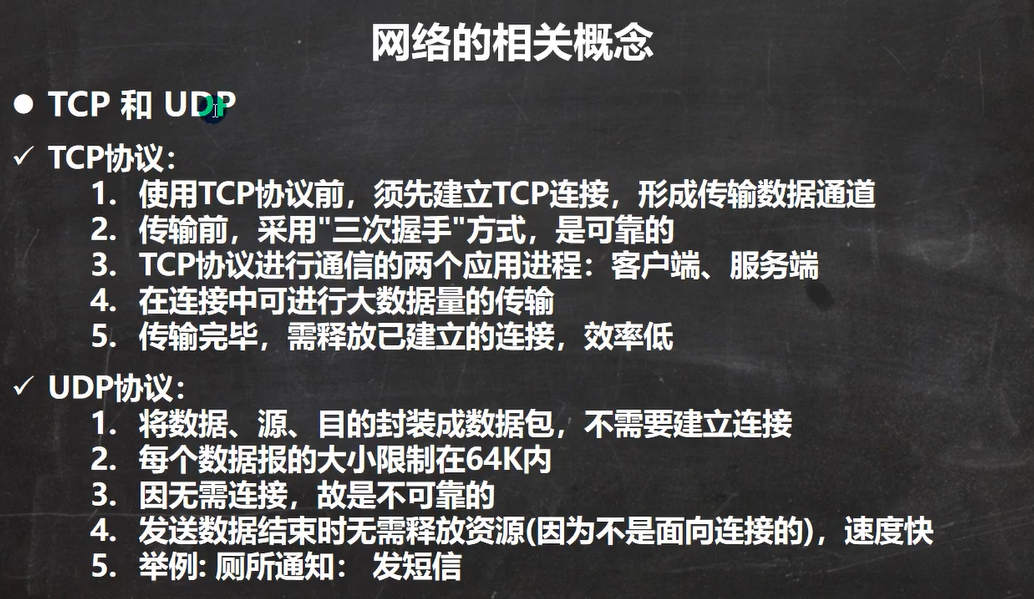 网络的相关概念
● TCP 和 UDP
✓ TCP协议：
1. 使用TCP协议前，须先建立TCP连接，形成传输数据通道
2. 传输前，采用"三次握手"方式，是可靠的
3. TCP协议进行通信的两个应用进程：客户端、服务端
4. 在连接中可进行大数据量的传输
5. 传输完毕，需释放已建立的连接，效率低
✓ UDP协议：
1. 将数据、源、目的封装成数据包，不需要建立连接
2. 每个数据报的大小限制在64K内
3. 因无需连接，故是不可靠的
4. 发送数据结束时无需释放资源(因为不是面向连接的)，速度快
5. 举例: 厕所通知： 发短信